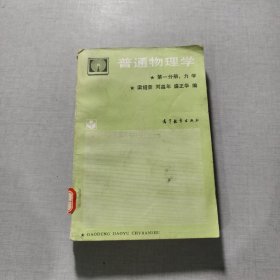 普通物理学
★ 第一分册·力学
★ 梁绍荣 刘昌年 盛正华 编
高等教育出版社
★ GAODENG JIAOYU CHUBANSHE ★